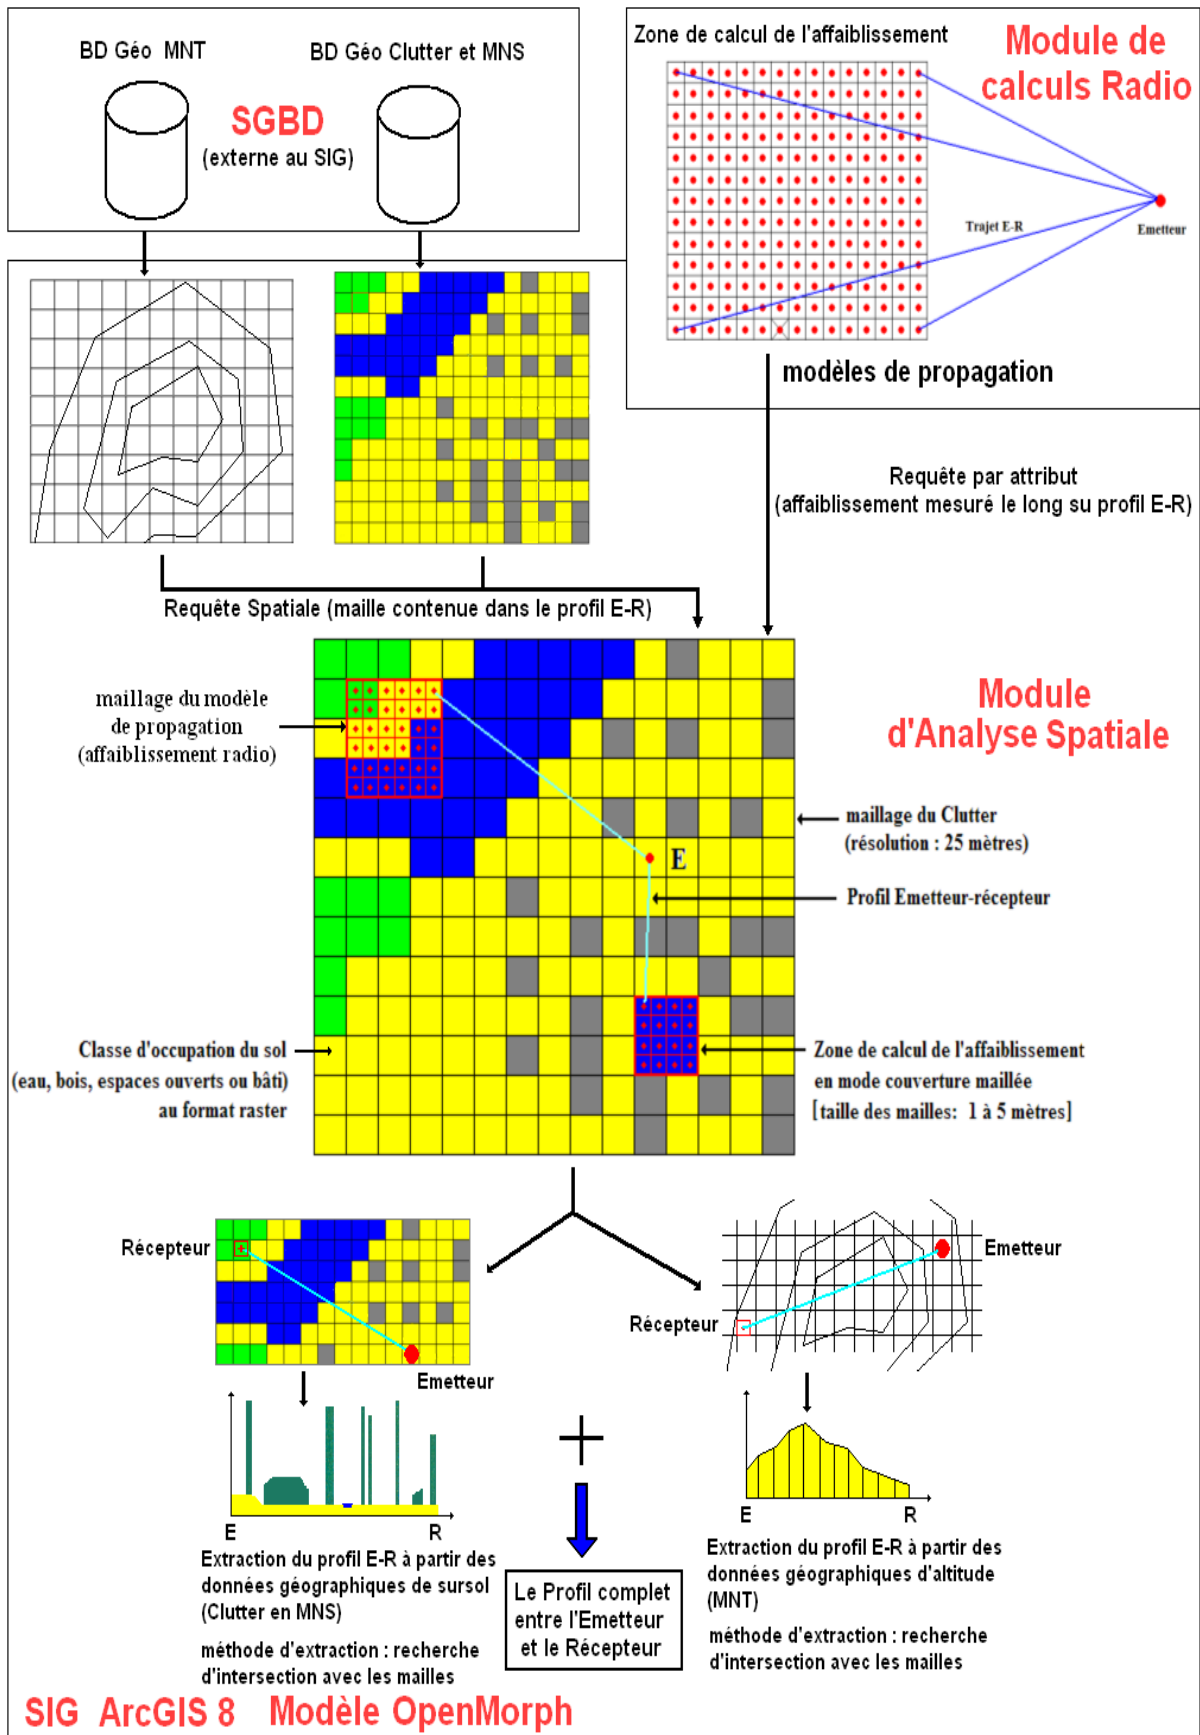 BD Géo MNT
BD Géo Clutter et MNS
SGBD
(externe au SIG)
Zone de calcul de l'affaiblissement
Module de
calculs Radio
Trajet E-R
Emetteur
modèles de propagation
Requête par attribut
(affaiblissement mesuré le long su profil E-R)
Requête Spatiale (maille contenue dans le profil E-R)
maillage du modèle
de propagation
(affaiblissement radio)
Module
d'Analyse Spatiale
maillage du Clutter
(résolution : 25 mètres)
E
Profil Emetteur-récepteur
Classe d'occupation du sol
(eau, bois, espaces ouverts ou bâti)
au format raster
Zone de calcul de l'affaiblissement
en mode couverture maillée
[taille des mailles: 1 à 5 mètres]
Récepteur
Emetteur
Emetteur
Récepteur
E
R
E
R
Extraction du profil E-R à partir des
données géographiques de sursol
(Clutter en MNS)
méthode d'extraction : recherche
d'intersection avec les mailles
Le Profil complet
entre l'Emetteur
et le Récepteur
Extraction du profil E-R à partir des
données géographiques d'altitude
(MNT)
méthode d'extraction : recherche
d'intersection avec les mailles
SIG ArcGIS 8 Modèle OpenMorph